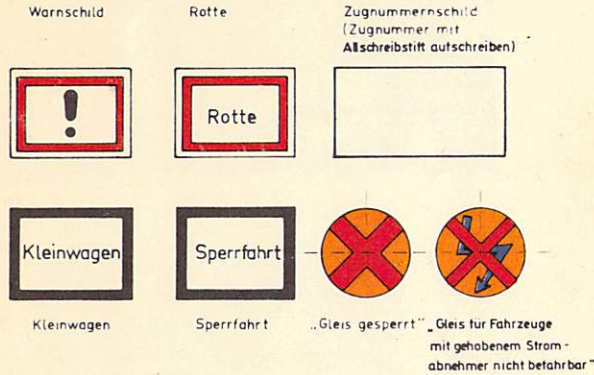 Warnschild
Rotte
Zugnummernschild
(Zugnummer mit
Allschreibstift aufschreiben)
!
Rotte
Kleinwagen
Sperrfahrt
Kleinwagen
Sperrfahrt
„Gleis gesperrt"
„Gleis für Fahrzeuge
mit gehobenem Strom-
abnehmer nicht befahrbar"